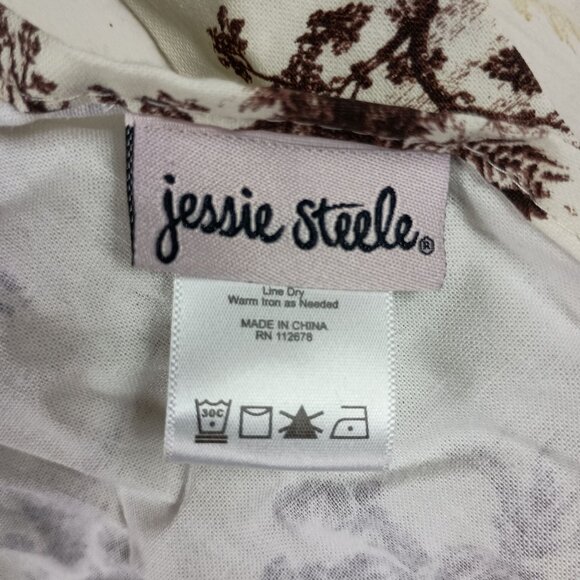 jessie steele®
Line Dry
Warm Iron as Needed
MADE IN CHINA
RN 112678
30C